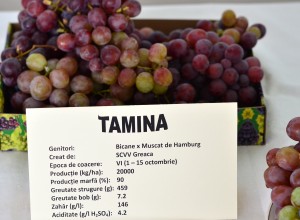 TAMINA
Genitori: Bicane x Muscat de Hamburg
Creat de: SCVV Greaca
Epoca de coacere: VI (1 – 15 octombrie)
Producție (kg/ha) 20000
Producție marfă (%) 90
Greutate strugure (g) 459
Greutate bob (g) 7.2
Zahăr (g/l) 146
Aciditate (g/l H₂SO₄) 4.2